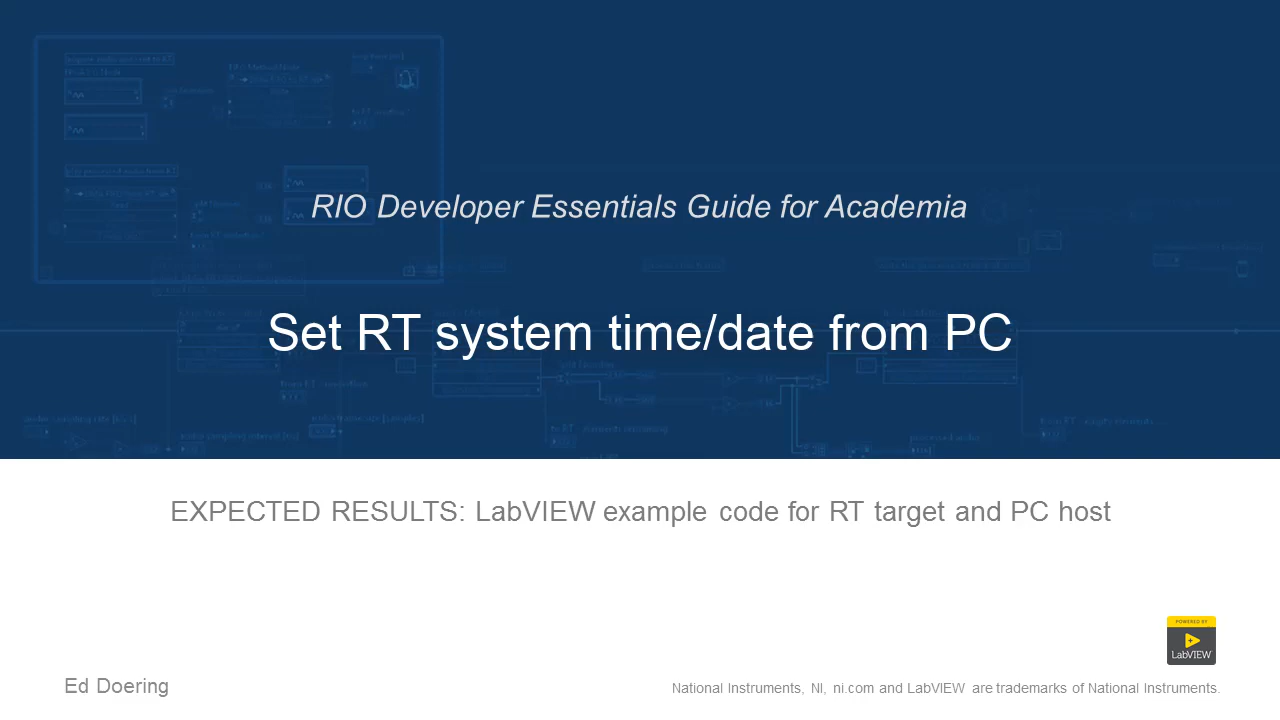 RIO Developer Essentials Guide for Academia
Set RT system time/date from PC
EXPECTED RESULTS: LabVIEW example code for RT target and PC host
POWERED BY
LabVIEW
Ed Doering
National Instruments, NI, ni.com and LabVIEW are trademarks of National Instruments.